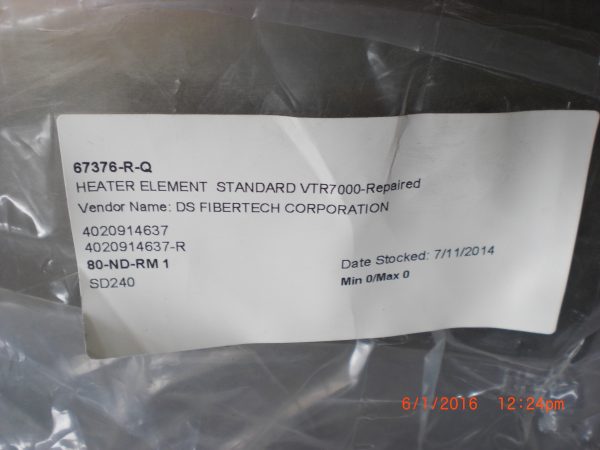 67376-R-Q
HEATER ELEMENT STANDARD VTR7000-Repaired
Vendor Name: DS FIBERTECH CORPORATION
4020914637
4020914637-R
80-ND-RM 1
SD240
Date Stocked: 7/11/2014
Min 0/Max 0
6/1/2016 12:24pm